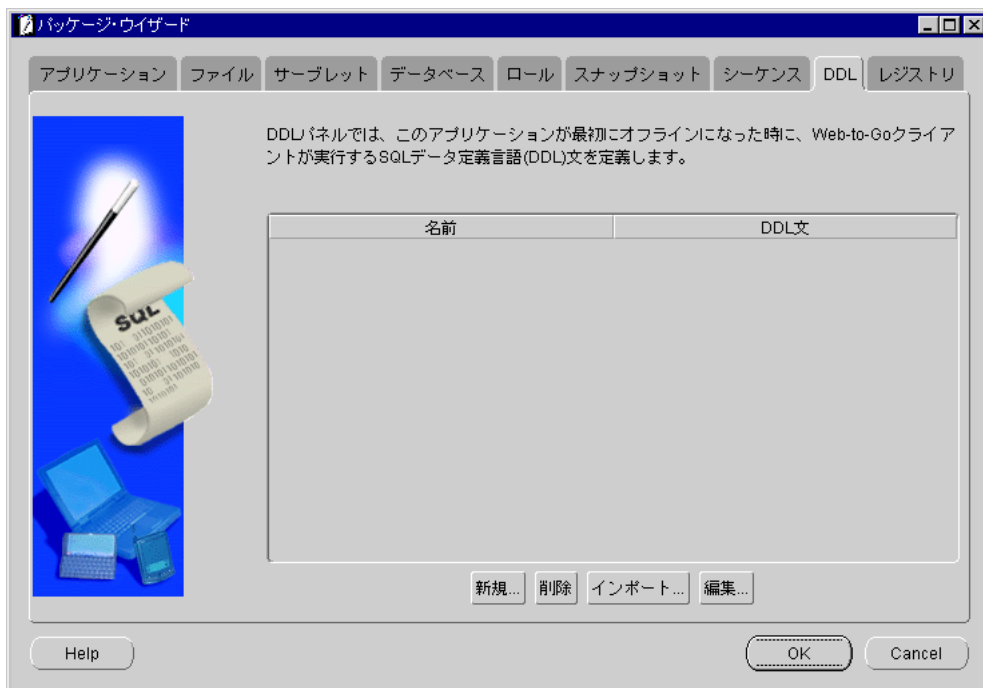 パッケージ・ウィザード
アプリケーション ファイル サーブレット データベース ロール スナップショット シーケンス DDL レジストリ
DDLパネルでは、このアプリケーションが最初にオフラインになった時に、Web-to-Goクライア
ントが実行するSQLデータ定義言語(DDL)文を定義します。
名前 DDL文
SQL
新規... 削除 インポート... 編集...
Help OK Cancel